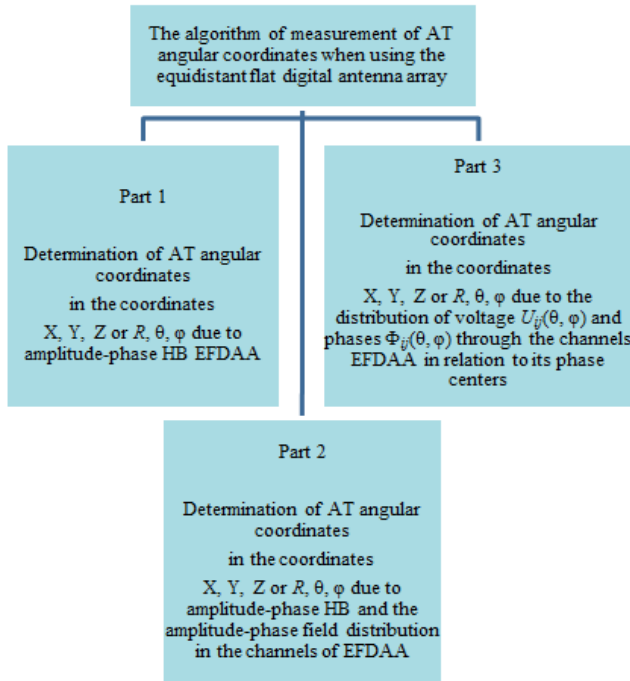 The algorithm of measurement of AT
angular coordinates when using the
equidistant flat digital antenna array
Part 1
Determination of AT angular
coordinates
in the coordinates
X, Y, Z or R, θ, φ due to
amplitude-phase HB EFDAA
Part 3
Determination of AT angular
coordinates
in the coordinates
X, Y, Z or R, θ, φ due to the
distribution of voltage Uij(θ, φ) and
phases Φij(θ, φ) through the channels
EFDAA in relation to its phase
centers
Part 2
Determination of AT angular
coordinates
in the coordinates
X, Y, Z or R, θ, φ due to
amplitude-phase HB and the
amplitude-phase field distribution
in the channels of EFDAA